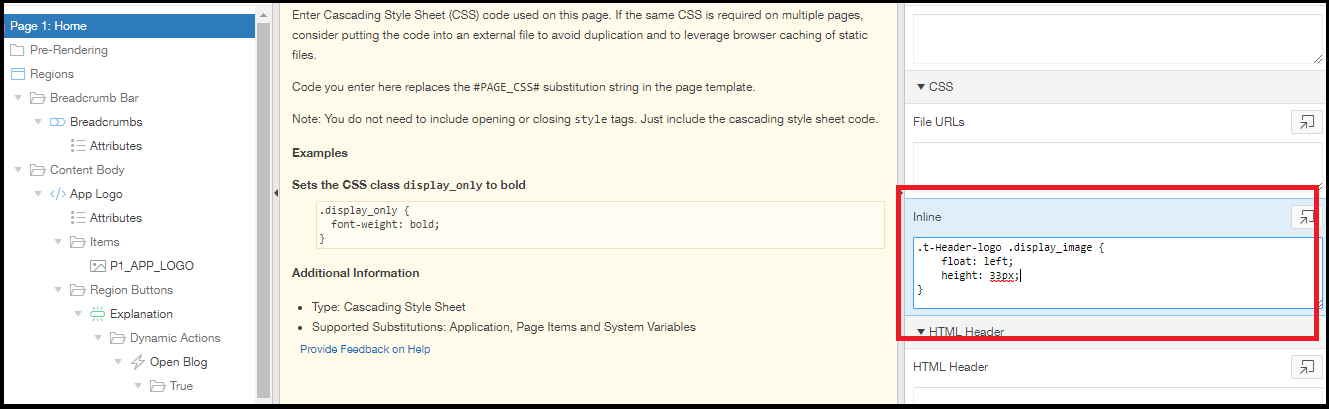 Page 1: Home
Pre-Rendering
Regions
Breadcrumb Bar
Breadcrumbs
Attributes
Content Body
App Logo
Attributes
Items
P1_APP_LOGO
Region Buttons
Explanation
Dynamic Actions
Open Blog
True
Enter Cascading Style Sheet (CSS) code used on this page. If the same CSS is required on multiple pages,
consider putting the code into an external file to avoid duplication and to leverage browser caching of static
files.
Code you enter here replaces the #PAGE_CSS# substitution string in the page template.
Note: You do not need to include opening or closing style tags. Just include the cascading style sheet code.
Examples
Sets the CSS class display_only to bold
.display_only {
font-weight: bold;
}
Additional Information
• Type: Cascading Style Sheet
• Supported Substitutions: Application, Page Items and System Variables
Provide Feedback on Help
CSS
File URLs
Inline
.t-Header-logo .display_image {
float: left;
height: 33px;
}
HTML Header
HTML Header